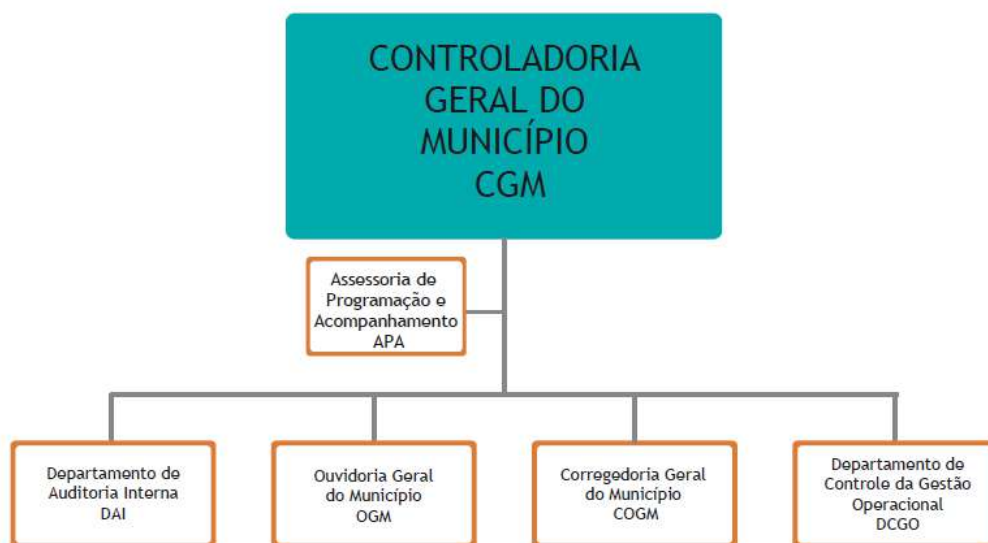 CONTROLADORIA
GERAL DO
MUNICÍPIO
CGM
Assessoria de
Programação e
Acompanhamento
APA
Departamento de
Auditoria Interna
DAI
Ouvidoria Geral
do Município
OGM
Corregedoria Geral
do Município
COGM
Departamento de
Controle da Gestão
Operacional
DCGO